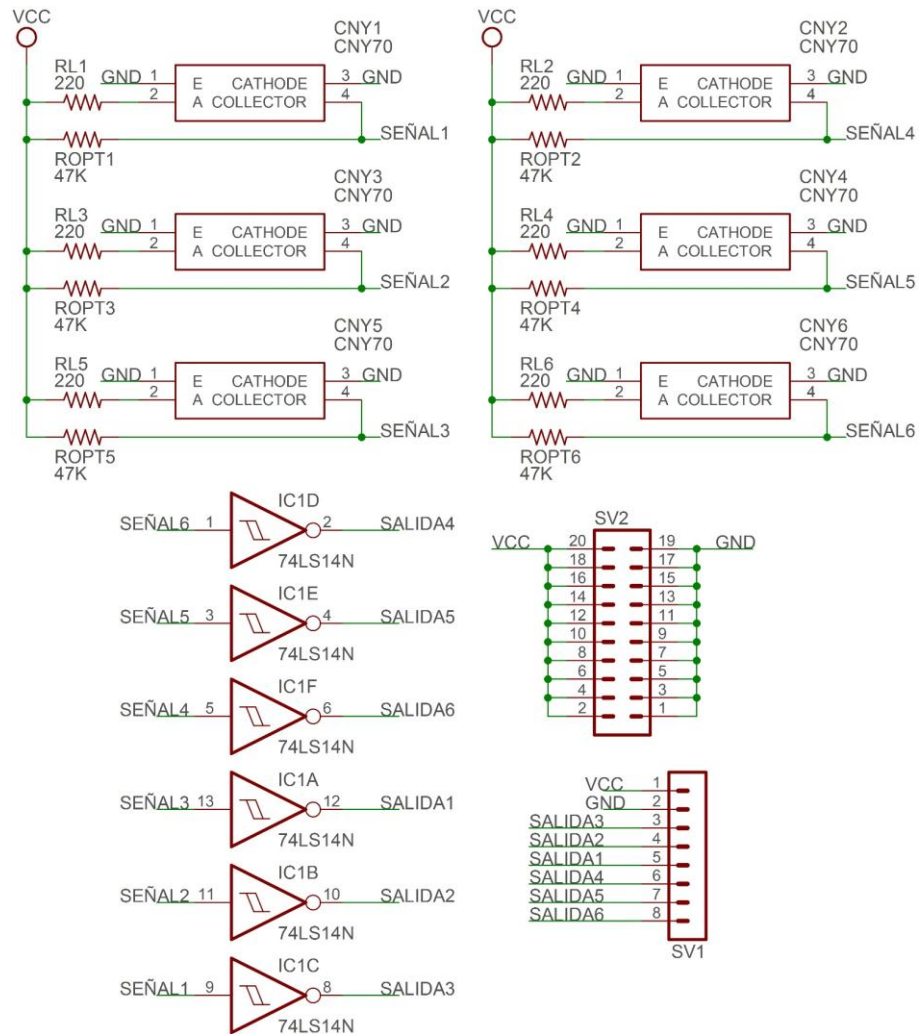 VCC
CNY1
CNY70
RL1
220
GND 1 E CATHODE 3 GND
2 A COLLECTOR 4
SEÑAL1
ROPT1
47K
CNY3
CNY70
RL3
220
GND 1 E CATHODE 3 GND
2 A COLLECTOR 4
SEÑAL2
ROPT3
47K
CNY5
CNY70
RL5
220
GND 1 E CATHODE 3 GND
2 A COLLECTOR 4
SEÑAL3
ROPT5
47K
VCC
CNY2
CNY70
RL2
220
GND 1 E CATHODE 3 GND
2 A COLLECTOR 4
SEÑAL4
ROPT2
47K
CNY4
CNY70
RL4
220
GND 1 E CATHODE 3 GND
2 A COLLECTOR 4
SEÑAL5
ROPT4
47K
CNY6
CNY70
RL6
220
GND 1 E CATHODE 3 GND
2 A COLLECTOR 4
SEÑAL6
ROPT6
47K
IC1D
SEÑAL6 1 2 SALIDA4
74LS14N
IC1E
SEÑAL5 3 4 SALIDA5
74LS14N
IC1F
SEÑAL4 5 6 SALIDA6
74LS14N
IC1A
SEÑAL3 13 12 SALIDA1
74LS14N
IC1B
SEÑAL2 11 10 SALIDA2
74LS14N
IC1C
SEÑAL1 9 8 SALIDA3
74LS14N
SV2
VCC 20 19 GND
18 17
16 15
14 13
12 11
10 9
8 7
6 5
4 3
2 1
VCC 1
GND 2
SALIDA3 3
SALIDA2 4
SALIDA1 5
SALIDA4 6
SALIDA5 7
SALIDA6 8
SV1